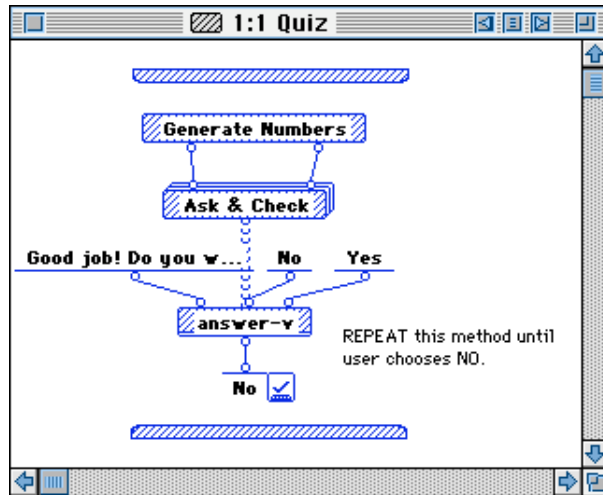 1:1 Quiz
Generate Numbers
Ask & Check
Good job! Do you w... No Yes
answer-v
REPEAT this method until
user chooses NO.
No